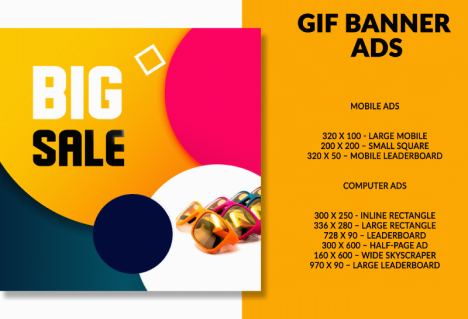 BIG
SALE
GIF BANNER
ADS
MOBILE ADS
320 X 100 - LARGE MOBILE
200 X 200 – SMALL SQUARE
320 X 50 – MOBILE LEADERBOARD
COMPUTER ADS
300 X 250 - INLINE RECTANGLE
336 X 280 – LARGE RECTANGLE
728 X 90 – LEADERBOARD
300 X 600 – HALF-PAGE AD
160 X 600 – WIDE SKYSCRAPER
970 X 90 – LARGE LEADERBOARD